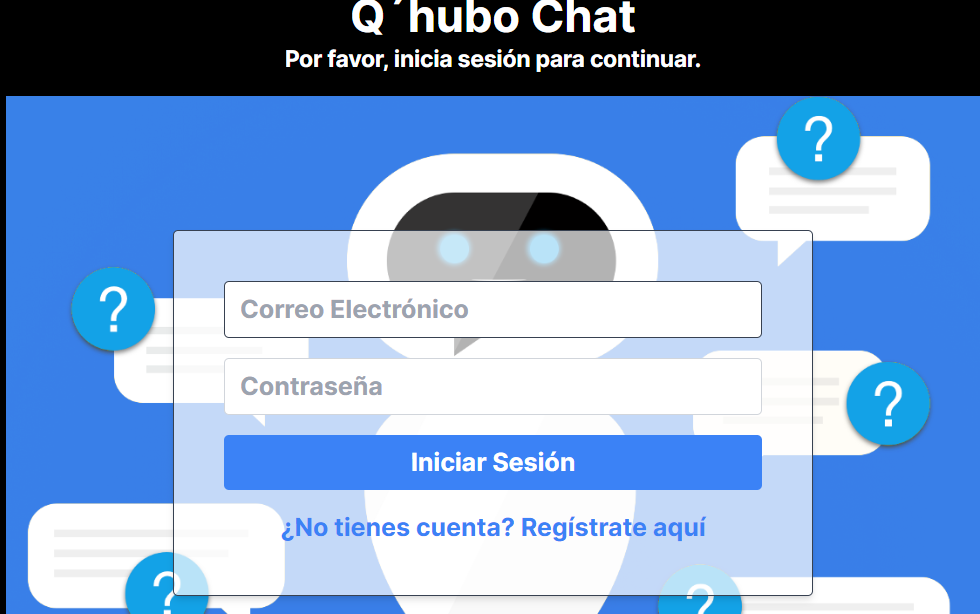 Q´hubo Chat
Por favor, inicia sesión para continuar.
?
?
Correo Electrónico
Contraseña
?
Iniciar Sesión
¿No tienes cuenta? Regístrate aquí
?
?